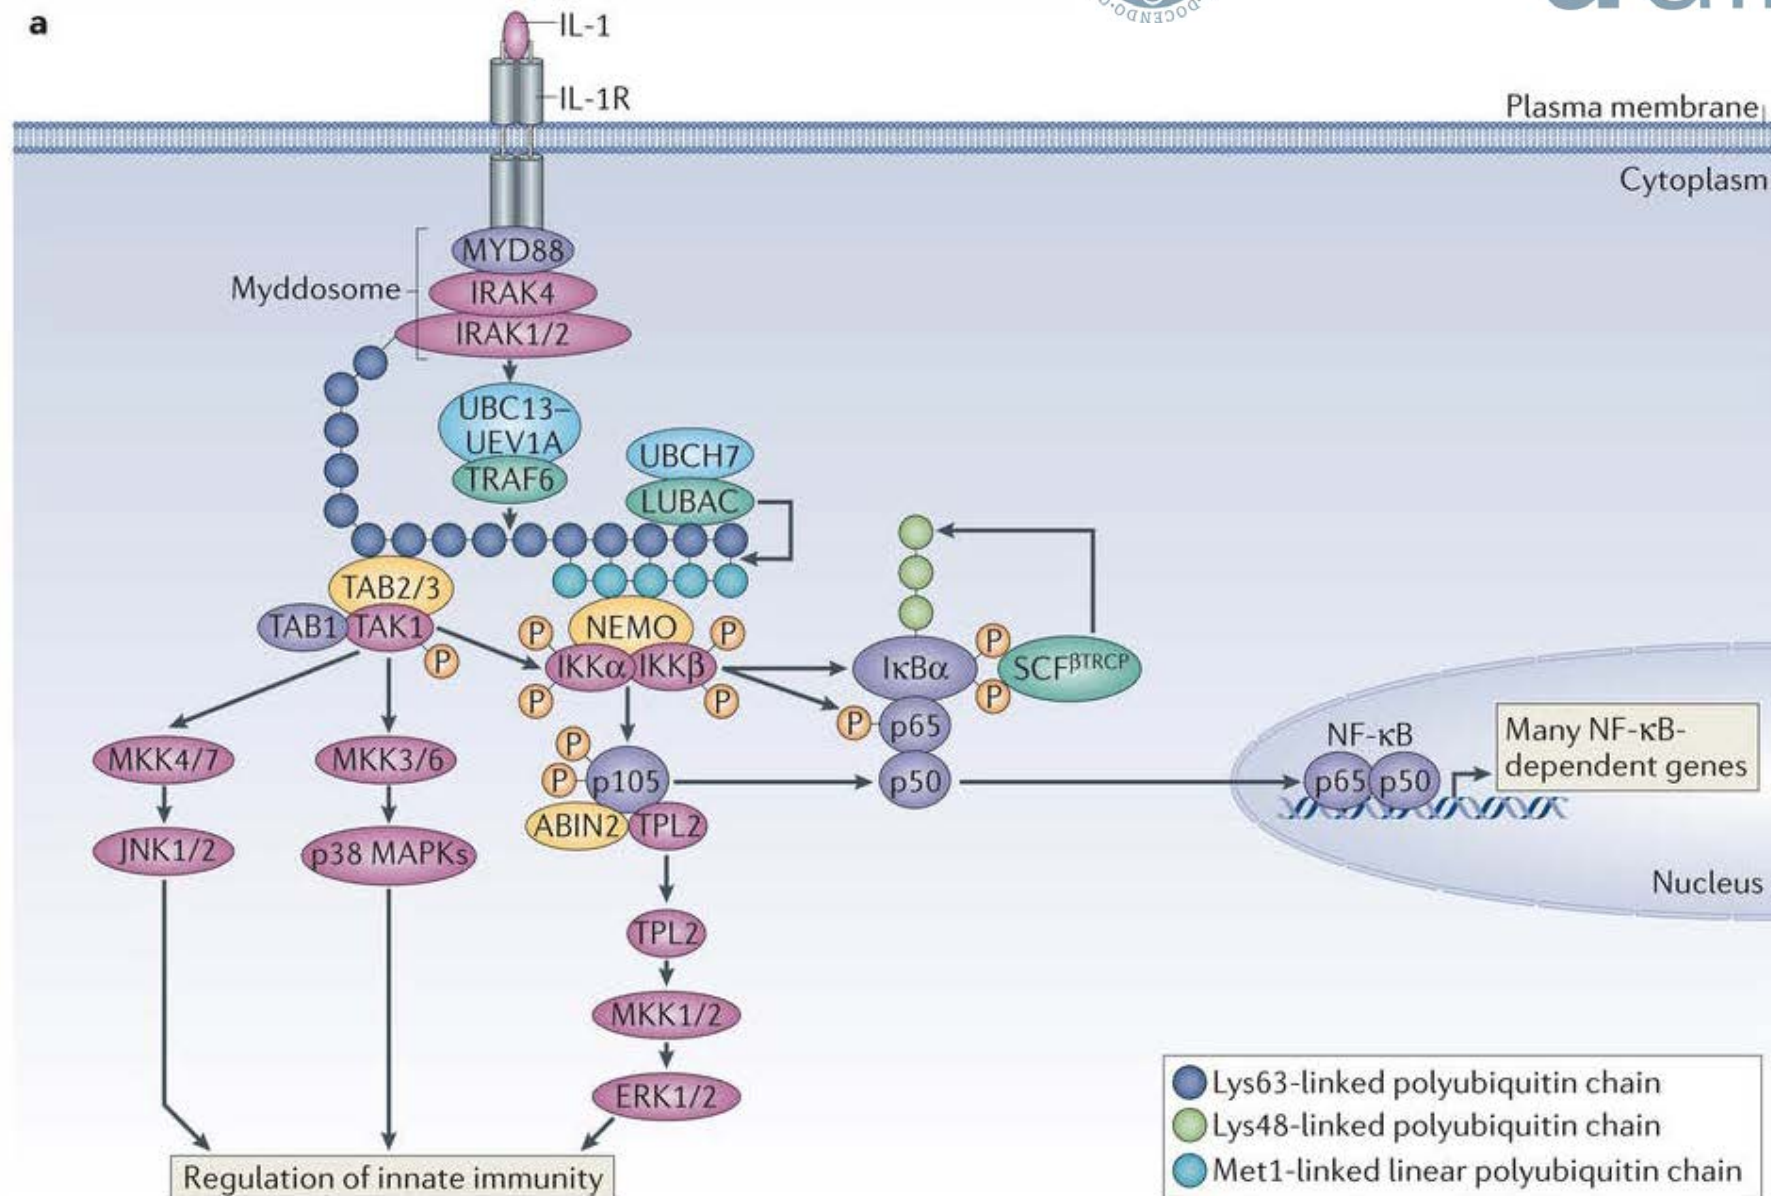 a
DOCENDO
IL-1
IL-1R
Plasma membrane
Cytoplasm
MYD88
Myddosome
IRAK4
IRAK1/2
UBC13–
UEV1A
TRAF6
UBCH7
LUBAC
TAB2/3
TAB1
TAK1
P
P
NEMO
P
IKKα
IKKβ
P
P
IκBα
P
P
SCFβTRCP
P
p65
MKK4/7
MKK3/6
P
P
p105
p50
ABIN2
TPL2
JNK1/2
p38 MAPKs
NF-κB
p65
p50
Many NF-κB-
dependent genes
Nucleus
TPL2
MKK1/2
ERK1/2
Regulation of innate immunity
Lys63-linked polyubiquitin chain
Lys48-linked polyubiquitin chain
Met1-linked linear polyubiquitin chain